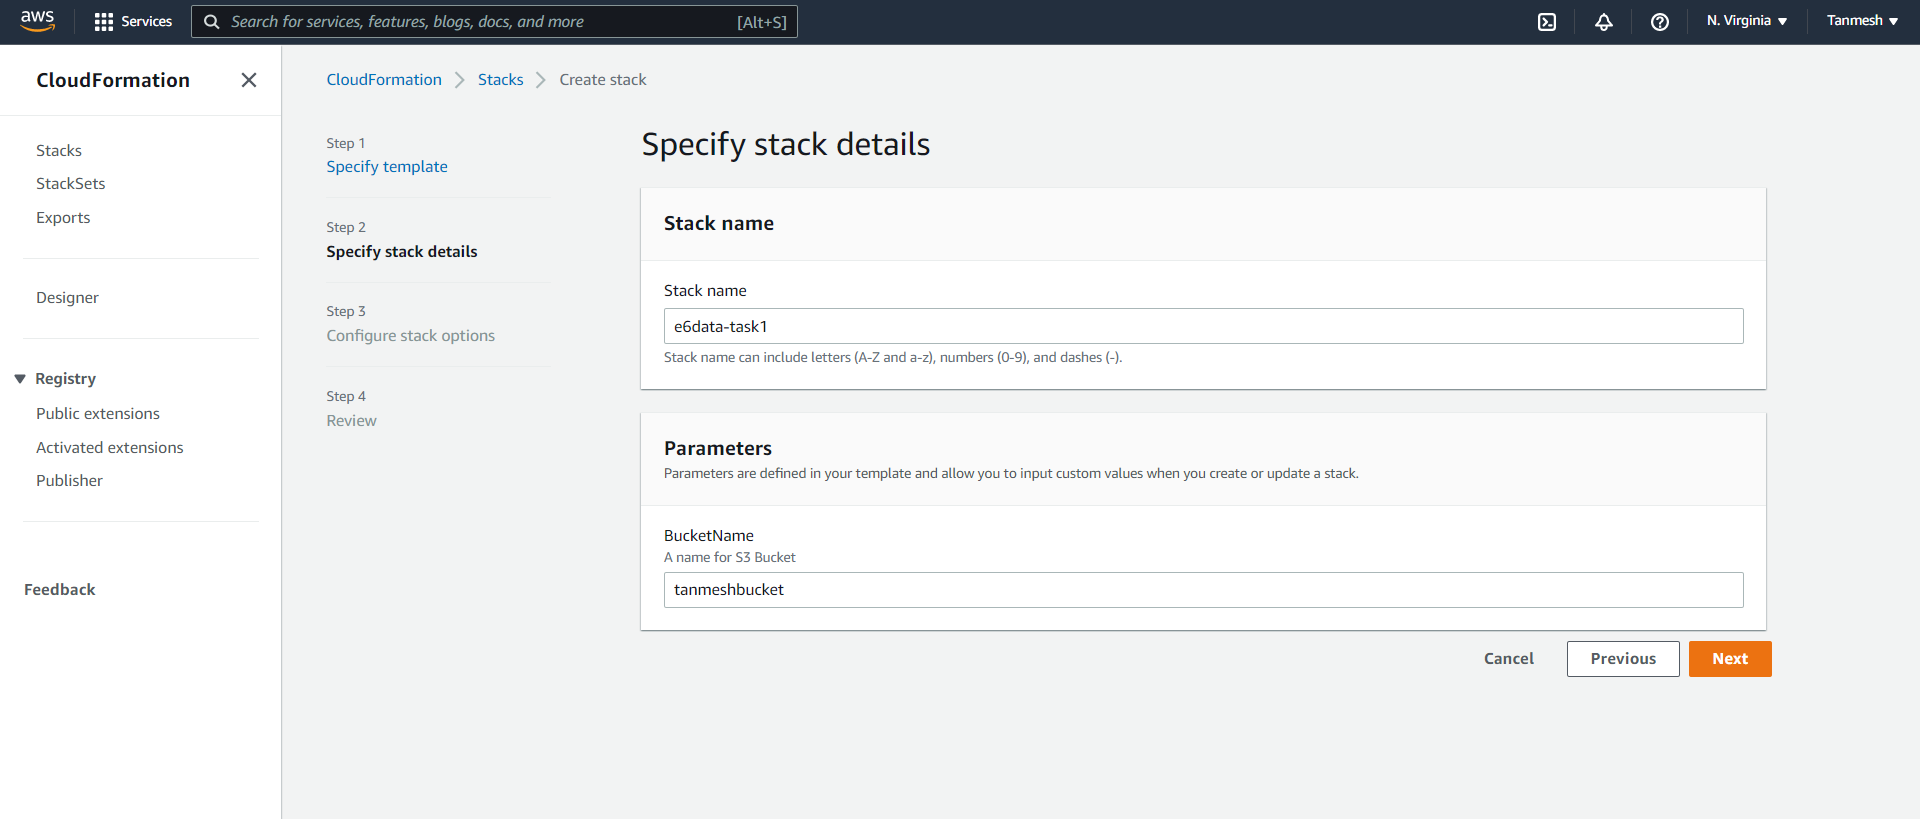 aws
Services
Search for services, features, blogs, docs, and more [Alt+S]
N. Virginia
Tanmesh
CloudFormation
Stacks
StackSets
Exports
Designer
Registry
Public extensions
Activated extensions
Publisher
Feedback
CloudFormation Stacks Create stack
Step 1
Specify template
Step 2
Specify stack details
Step 3
Configure stack options
Step 4
Review
Specify stack details
Stack name
Stack name
e6data-task1
Stack name can include letters (A-Z and a-z), numbers (0-9), and dashes (-).
Parameters
Parameters are defined in your template and allow you to input custom values when you create or update a stack.
BucketName
A name for S3 Bucket
tanmeshbucket
Cancel
Previous
Next